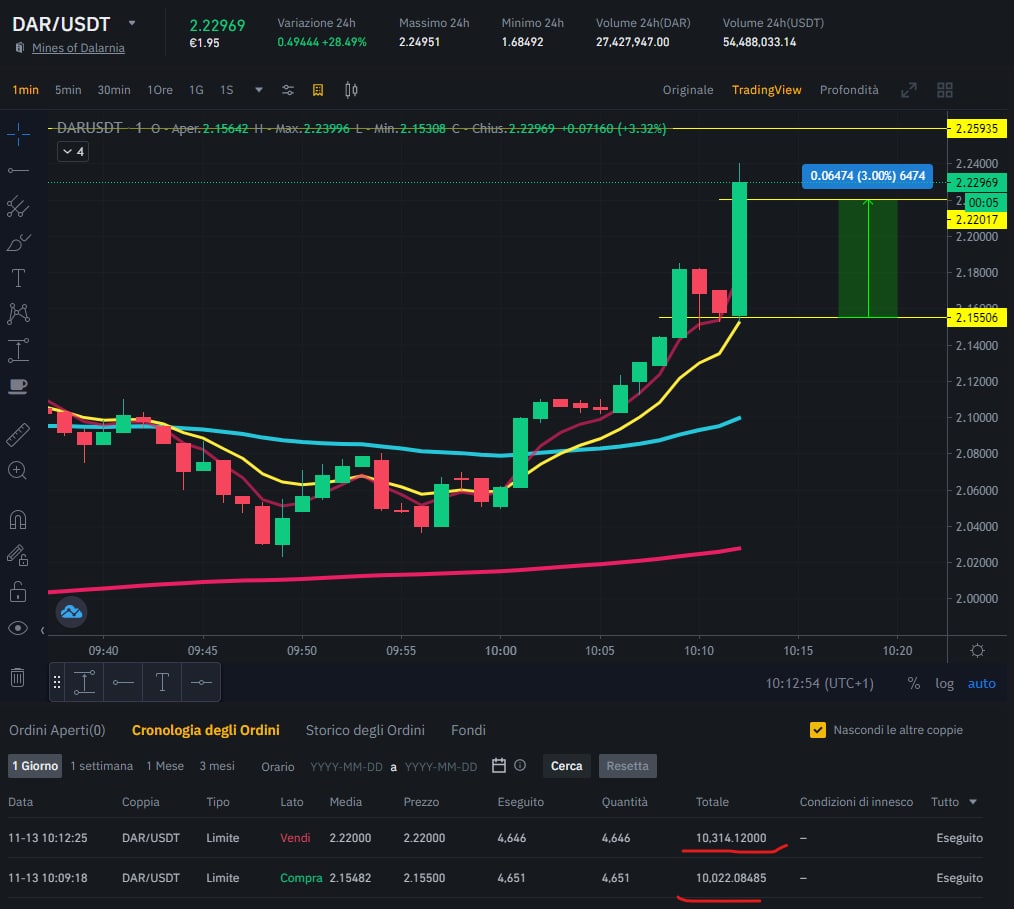 DAR/USDT
Mines of Dalarnia
2.22969
€1.95
Variazione 24h
0.49444 +28.49%
Massimo 24h
2.24951
Minimo 24h
1.68492
Volume 24h(DAR)
27,427,947.00
Volume 24h(USDT)
54,488,033.14
1min 5min 30min 1Ore 1G 1S
Originale TradingView Profondità
DARUSDT 1 O - Aper.2.15642 H - Max.2.23996 L - Min.2.15308 C - Chius.2.22969 +0.07160 (+3.32%)
4
2.25935
2.24000
0.06474 (3.00%) 6474
2.22969
00:05
2.22017
2.20000
2.18000
2.15506
2.14000
2.12000
2.10000
2.08000
2.06000
2.04000
2.02000
2.00000
09:40 09:45 09:50 09:55 10:00 10:05 10:10 10:15 10:20
T
10:12:54 (UTC+1) % log auto
Ordini Aperti(0) Cronologia degli Ordini Storico degli Ordini Fondi Nascondi le altre coppie
1 Giorno 1 settimana 1 Mese 3 mesi Orario YYYY-MM-DD a YYYY-MM-DD Cerca Resetta
Data Coppia Tipo Lato Media Prezzo Eseguito Quantità Totale Condizioni di innesco Tutto
11-13 10:12:25 DAR/USDT Limite Vendi 2.22000 2.22000 4,646 4,646 10,314.12000 – Eseguito
11-13 10:09:18 DAR/USDT Limite Compra 2.15482 2.15500 4,651 4,651 10,022.08485 – Eseguito